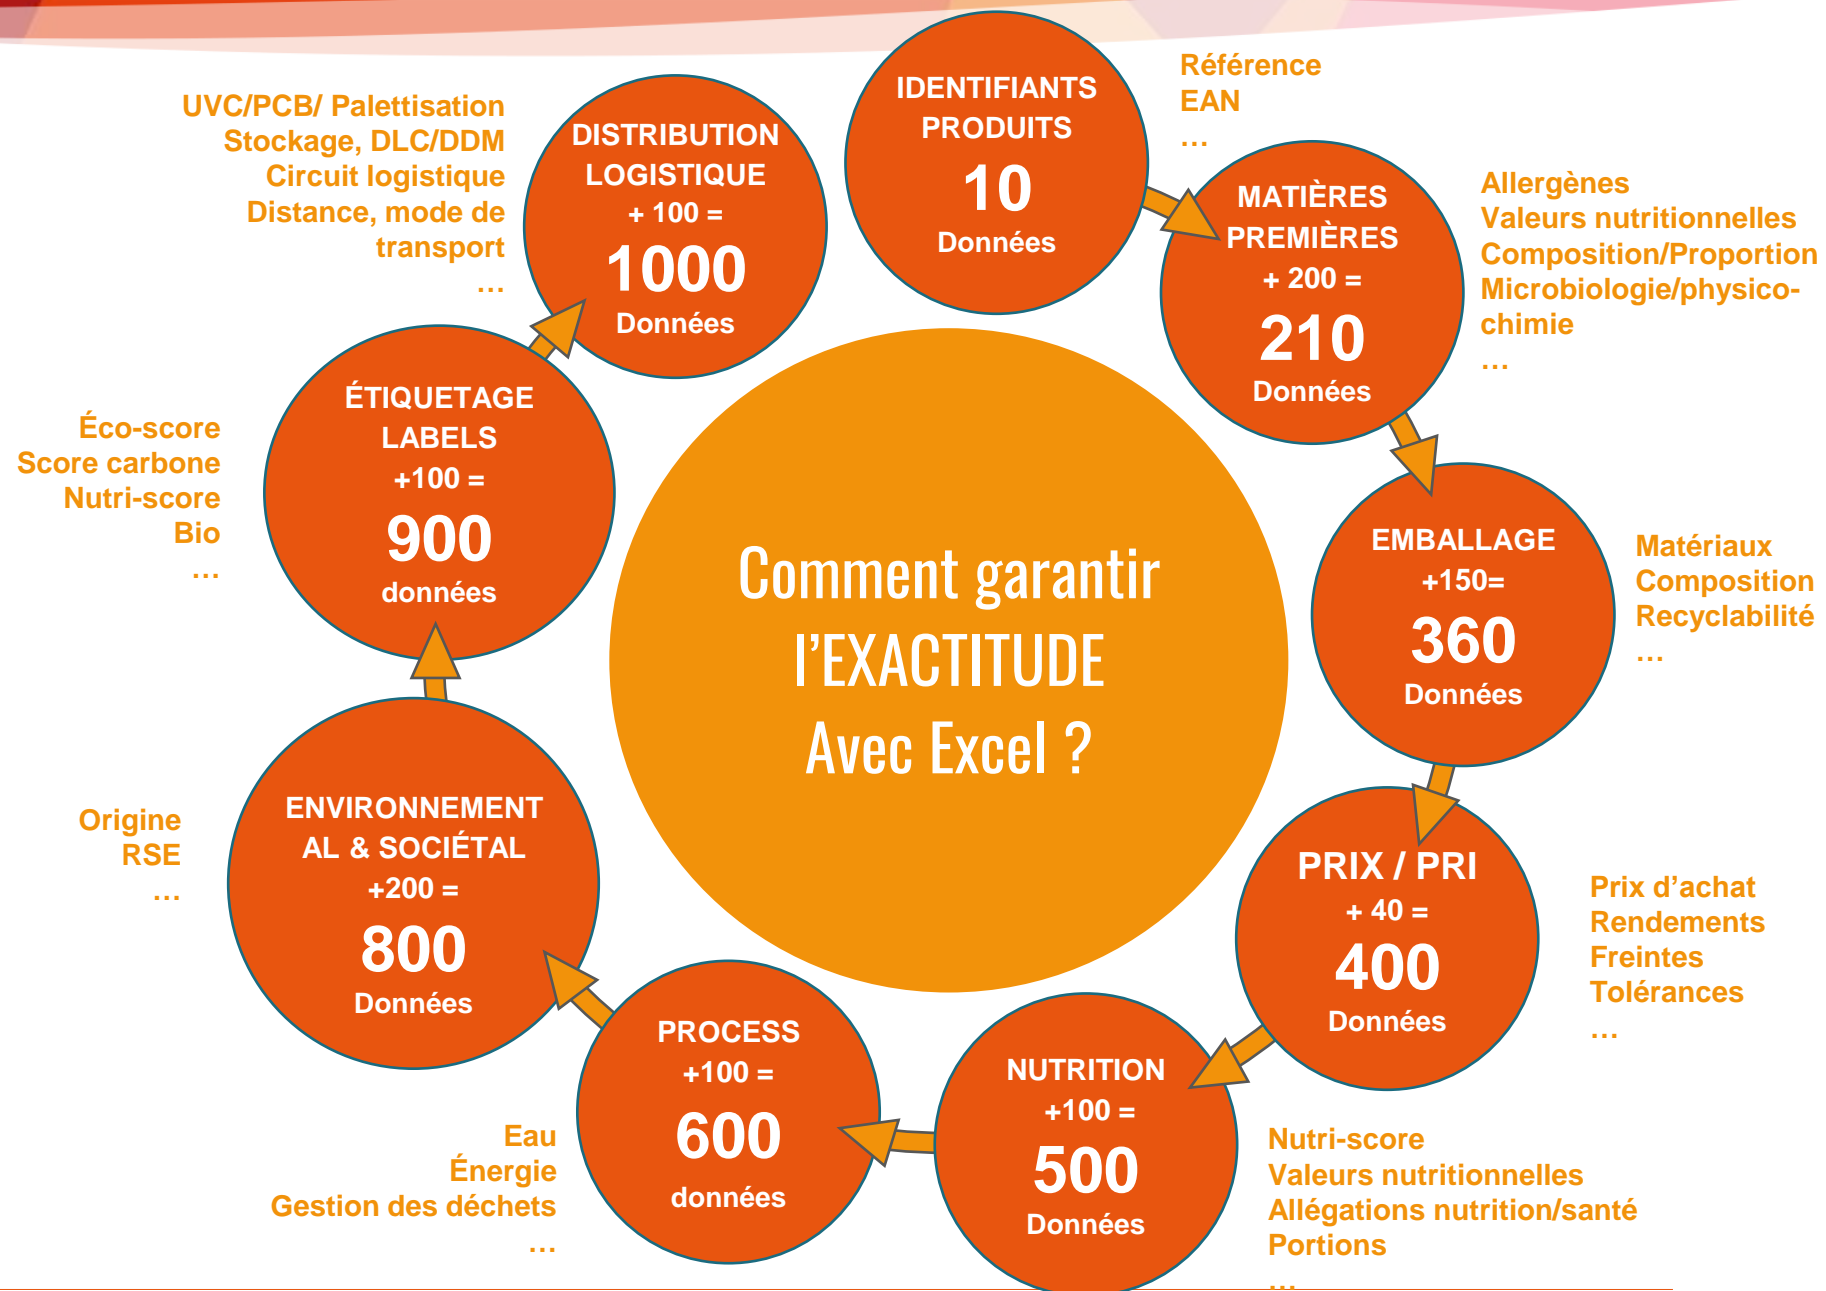 IDENTIFIANTS
PRODUITS
10
Données
Référence
EAN
…
MATIÈRES
PREMIÈRES
+ 200 =
210
Données
Allergènes
Valeurs nutritionnelles
Composition/Proportion
Microbiologie/physico-
chimie
…
EMBALLAGE
+150=
360
Données
Matériaux
Composition
Recyclabilité
…
PRIX / PRI
+ 40 =
400
Données
Prix d’achat
Rendements
Freintes
Tolérances
…
NUTRITION
+100 =
500
Données
Nutri-score
Valeurs nutritionnelles
Allégations nutrition/santé
Portions
…
PROCESS
+100 =
600
données
Eau
Énergie
Gestion des déchets
…
ENVIRONNEMENT
AL & SOCIÉTAL
+200 =
800
Données
Origine
RSE
…
ÉTIQUETAGE
LABELS
+100 =
900
données
Éco-score
Score carbone
Nutri-score
Bio
…
DISTRIBUTION
LOGISTIQUE
+ 100 =
1000
Données
UVC/PCB/ Palettisation
Stockage, DLC/DDM
Circuit logistique
Distance, mode de
transport
…
Comment garantir
l’EXACTITUDE
Avec Excel ?